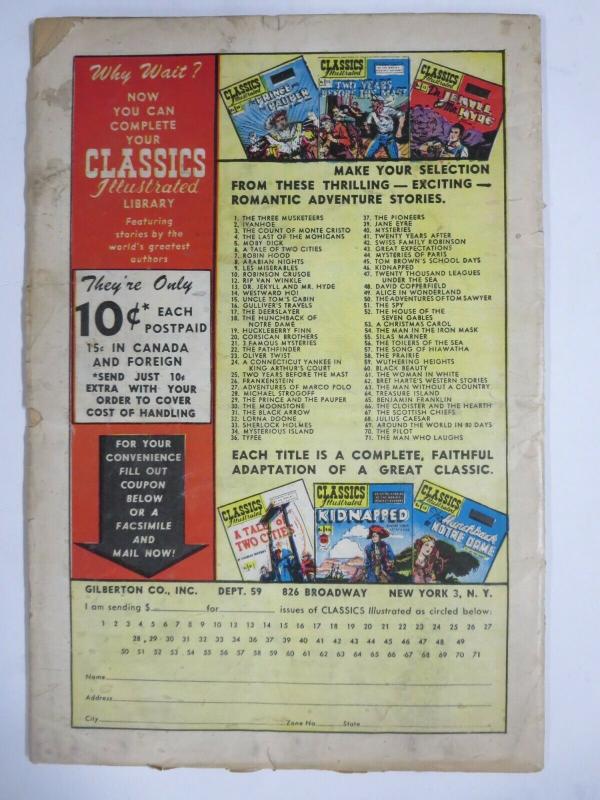 Why Wait?
NOW
YOU CAN
COMPLETE
YOUR
CLASSICS
Illustrated
LIBRARY
Featuring
stories by the
world's greatest
authors
They're Only
10¢* EACH
POSTPAID
15¢ IN CANADA
AND FOREIGN
*SEND JUST 10¢
EXTRA WITH YOUR
ORDER TO COVER
COST OF HANDLING
FOR YOUR
CONVENIENCE
FILL OUT
COUPON
BELOW
OR A
FACSIMILE
AND
MAIL NOW!
CLASSICS
Illustrated
PRINCE
PAUPER
CLASSICS
Illustrated
TWO YEARS
BEFORE THE MAST
CLASSICS
Illustrated
Dr. JEKYLL
HYDE
MAKE YOUR SELECTION
FROM THESE THRILLING — EXCITING —
ROMANTIC ADVENTURE STORIES.
1. THE THREE MUSKETEERS
2. IVANHOE
3. THE COUNT OF MONTE CRISTO
4. THE LAST OF THE MOHICANS
5. MOBY DICK
6. A TALE OF TWO CITIES
7. ROBIN HOOD
8. ARABIAN NIGHTS
9. LES MISERABLES
10. ROBINSON CRUSOE
12. RIP VAN WINKLE
13. DR. JEKYLL AND MR. HYDE
14. WESTWARD HO!
15. UNCLE TOM'S CABIN
16. GULLIVER'S TRAVELS
17. THE DEERSLAYER
18. THE HUNCHBACK OF
NOTRE DAME
19. HUCKLEBERRY FINN
20. CORSICAN BROTHERS
21. 3 FAMOUS MYSTERIES
22. THE PATHFINDER
23. OLIVER TWIST
24. A CONNECTICUT YANKEE IN
KING ARTHUR'S COURT
25. TWO YEARS BEFORE THE MAST
26. FRANKENSTEIN
27. ADVENTURES OF MARCO POLO
28. MICHAEL STROGOFF
29. THE PRINCE AND THE PAUPER
30. THE MOONSTONE
31. THE BLACK ARROW
32. LORNA DOONE
33. SHERLOCK HOLMES
34. MYSTERIOUS ISLAND
36. TYPEE
37. THE PIONEERS
39. JANE EYRE
40. MYSTERIES
41. TWENTY YEARS AFTER
42. SWISS FAMILY ROBINSON
43. GREAT EXPECTATIONS
44. MYSTERIES OF PARIS
45. TOM BROWN'S SCHOOL DAYS
46. KIDNAPPED
47. TWENTY THOUSAND LEAGUES
UNDER THE SEA
48. DAVID COPPERFIELD
49. ALICE IN WONDERLAND
50. THE ADVENTURES OF TOM SAWYER
51. THE SPY
52. THE HOUSE OF THE
SEVEN GABLES
53. A CHRISTMAS CAROL
54. THE MAN IN THE IRON MASK
55. SILAS MARNER
56. THE TOILERS OF THE SEA
57. THE SONG OF HIAWATHA
58. THE PRAIRIE
59. WUTHERING HEIGHTS
60. BLACK BEAUTY
61. THE WOMAN IN WHITE
62. BRET HARTE'S WESTERN STORIES
63. THE MAN WITHOUT A COUNTRY
64. TREASURE ISLAND
65. BENJAMIN FRANKLIN
66. THE CLOISTER AND THE HEARTH
67. THE SCOTTISH CHIEFS
68. JULIUS CAESAR
69. AROUND THE WORLD IN 80 DAYS
70. THE PILOT
71. THE MAN WHO LAUGHS
EACH TITLE IS A COMPLETE, FAITHFUL
ADAPTATION OF A GREAT CLASSIC.
CLASSICS
Illustrated
A TALE OF
TWO CITIES
CLASSICS
Illustrated
KIDNAPPED
CLASSICS
Illustrated
Hunchback
of NOTRE DAME
GILBERTON CO., INC. DEPT. 59 826 BROADWAY NEW YORK 3, N. Y.
I am sending $ for issues of CLASSICS Illustrated as circled below:
1 2 3 4 5 6 7 8 9 10 12 13 14 15 16 17 18 19 20 21 22 23 24 25 26 27
28 29 30 31 32 33 34 36 37 39 40 41 42 43 44 45 46 47 48 49
50 51 52 53 54 55 56 57 58 59 60 61 62 63 64 65 66 67 68 69 70 71
Name
Address
City Zone No. State